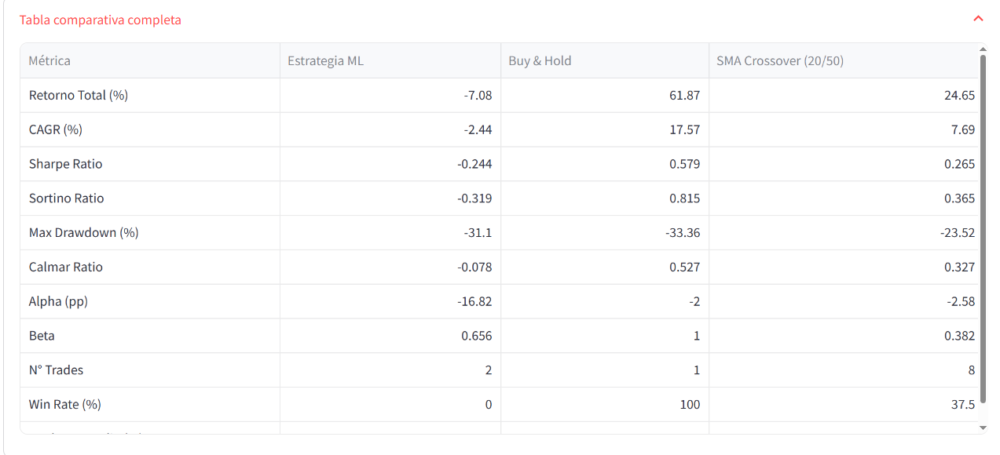 Tabla comparativa completa
Métrica Estrategia ML Buy & Hold SMA Crossover (20/50)
Retorno Total (%) -7.08 61.87 24.65
CAGR (%) -2.44 17.57 7.69
Sharpe Ratio -0.244 0.579 0.265
Sortino Ratio -0.319 0.815 0.365
Max Drawdown (%) -31.1 -33.36 -23.52
Calmar Ratio -0.078 0.527 0.327
Alpha (pp) -16.82 -2 -2.58
Beta 0.656 1 0.382
N° Trades 2 1 8
Win Rate (%) 0 100 37.5